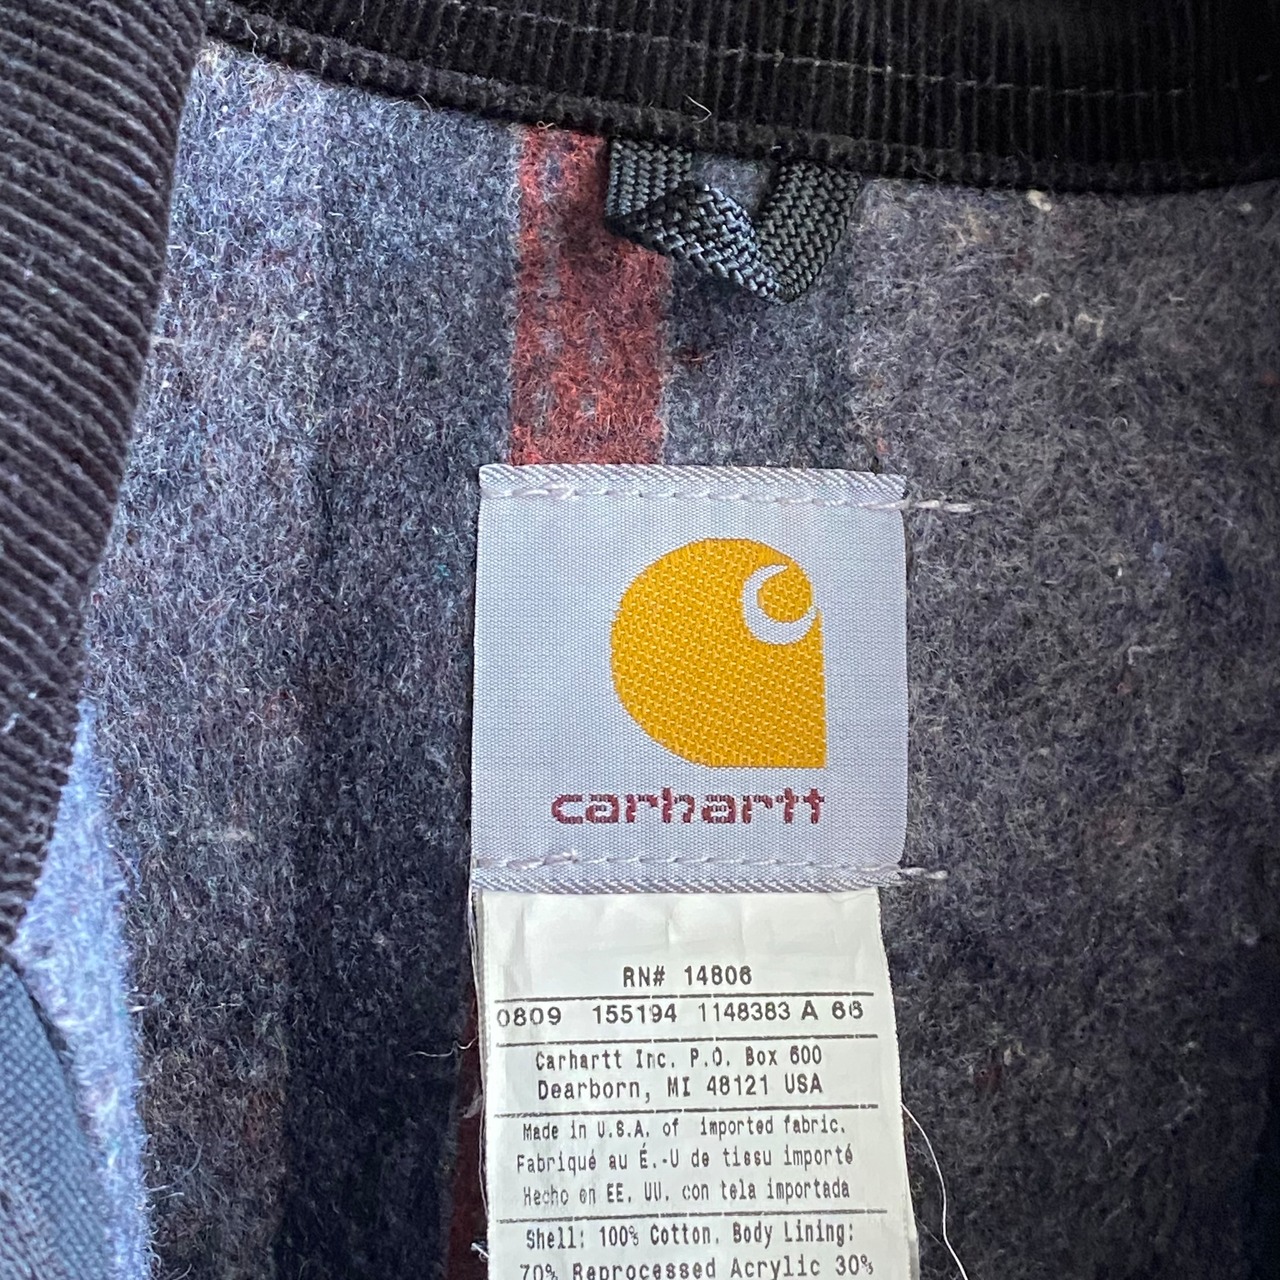 carhartt
RN# 14806
0809 155194 1148383 A 66
Carhartt Inc. P.O. Box 600
Dearborn, MI 48121 USA
Made in U.S.A. of imported fabric.
Fabriqué au É.-U de tissu importé
Hecho en EE. UU. con tela importada
Shell: 100% Cotton. Body Lining:
70% Reprocessed Acrylic 30%